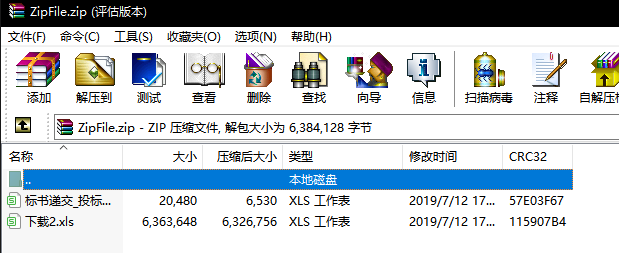 ZipFile.zip (评估版本)
文件(F) 命令(C) 工具(S) 收藏夹(O) 选项(N) 帮助(H)
添加 解压到 测试 查看 删除 查找 向导 信息 扫描病毒 注释 自解压
ZipFile.zip - ZIP 压缩文件, 解包大小为 6,384,128 字节
名称 大小 压缩后大小 类型 修改时间 CRC32
.. 本地磁盘
标书递交_投标... 20,480 6,530 XLS 工作表 2019/7/12 17... 57E03F67
下载2.xls 6,363,648 6,326,756 XLS 工作表 2019/7/12 17... 115907B4